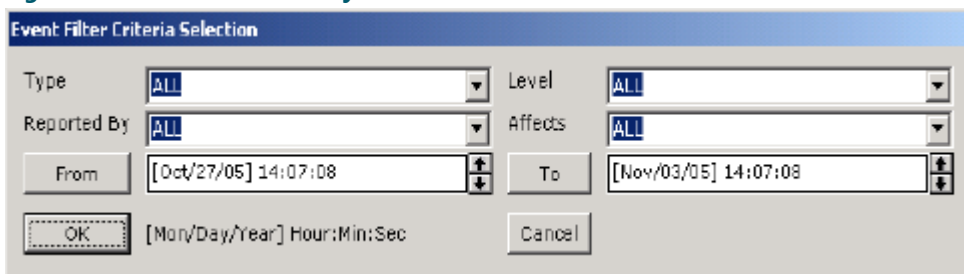 Event Filter Criteria Selection
Type ALL Level ALL
Reported By ALL Affects ALL
From [Oct/27/05] 14:07:08 To [Nov/03/05] 14:07:08
OK [Mon/Day/Year] Hour:Min:Sec Cancel